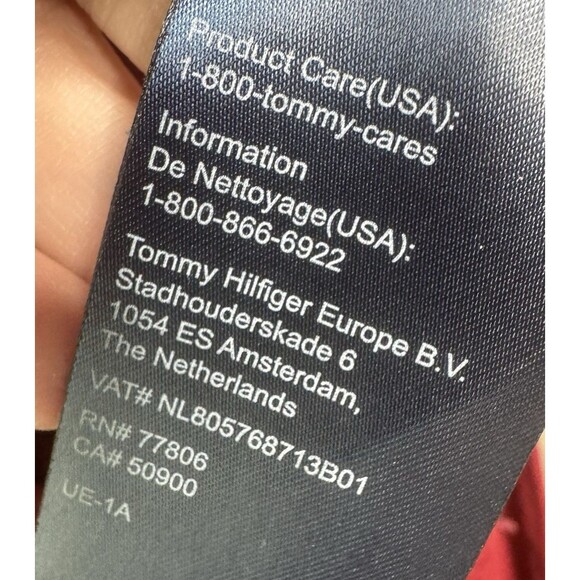 Product Care(USA):
1-800-tommy-cares
Information
De Nettoyage(USA):
1-800-866-6922
Tommy Hilfiger Europe B.V.
Stadhouderskade 6
1054 ES Amsterdam,
The Netherlands
VAT# NL805768713B01
RN# 77806
CA# 50900
UE-1A